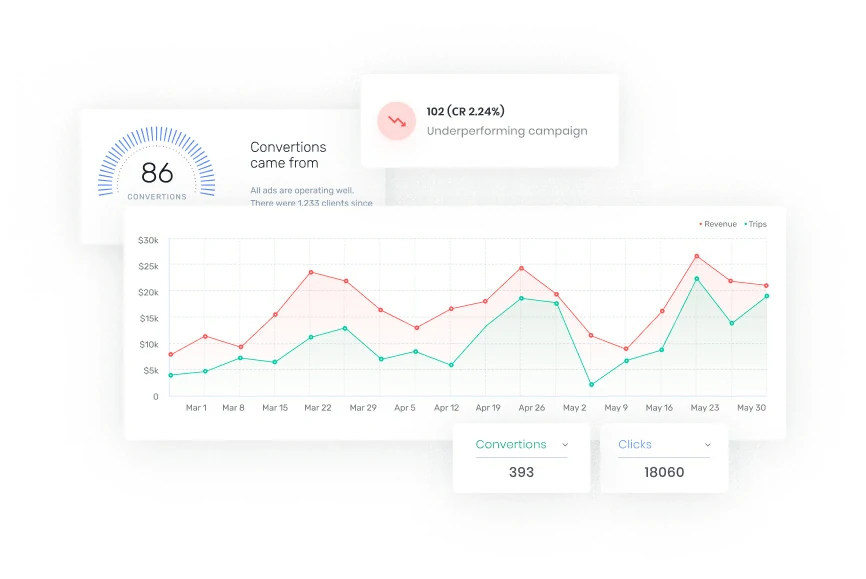 102 (CR 2.24%)
Underperforming campaign
86
CONVERTIONS
Convertions
came from
All ads are operating well.
There were 1,233 clients since
Revenue Trips
$30k
$25k
$20k
$15k
$10k
$5k
0
Mar 1 Mar 8 Mar 15 Mar 22 Mar 29 Apr 5 Apr 12 Apr 19 Apr 26 May 2 May 9 May 16 May 23 May 30
Convertions
393
Clicks
18060